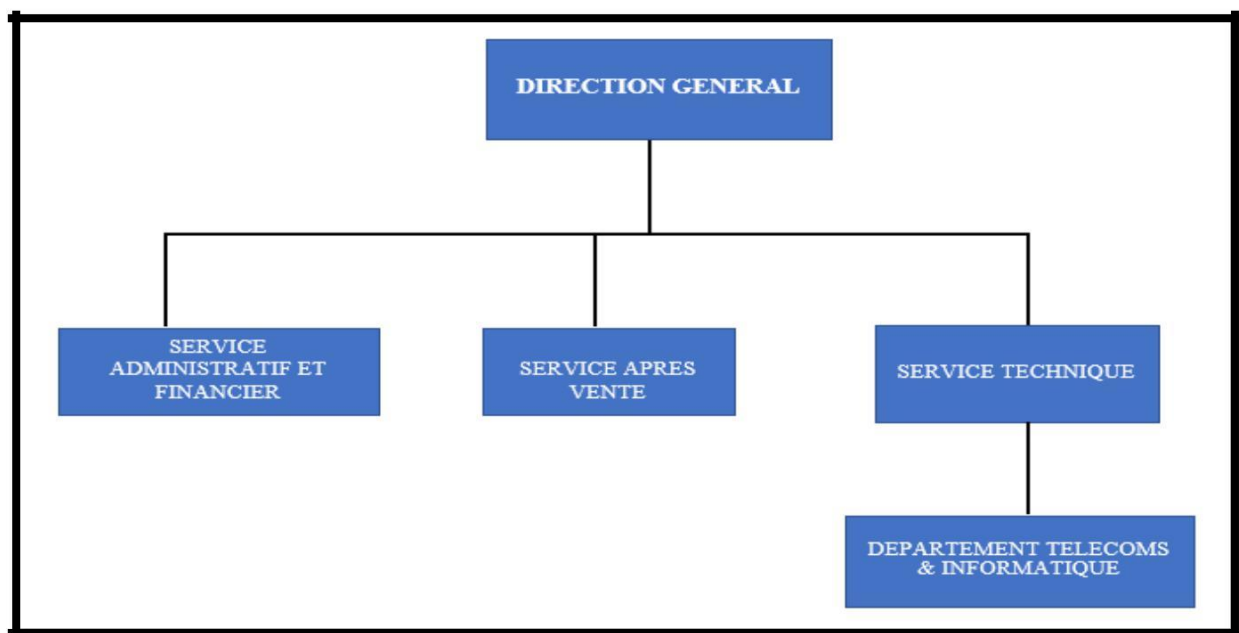 DIRECTION GENERAL
SERVICE
ADMINISTRATIF ET
FINANCIER
SERVICE APRES
VENTE
SERVICE TECHNIQUE
DEPARTEMENT TELECOMS
& INFORMATIQUE